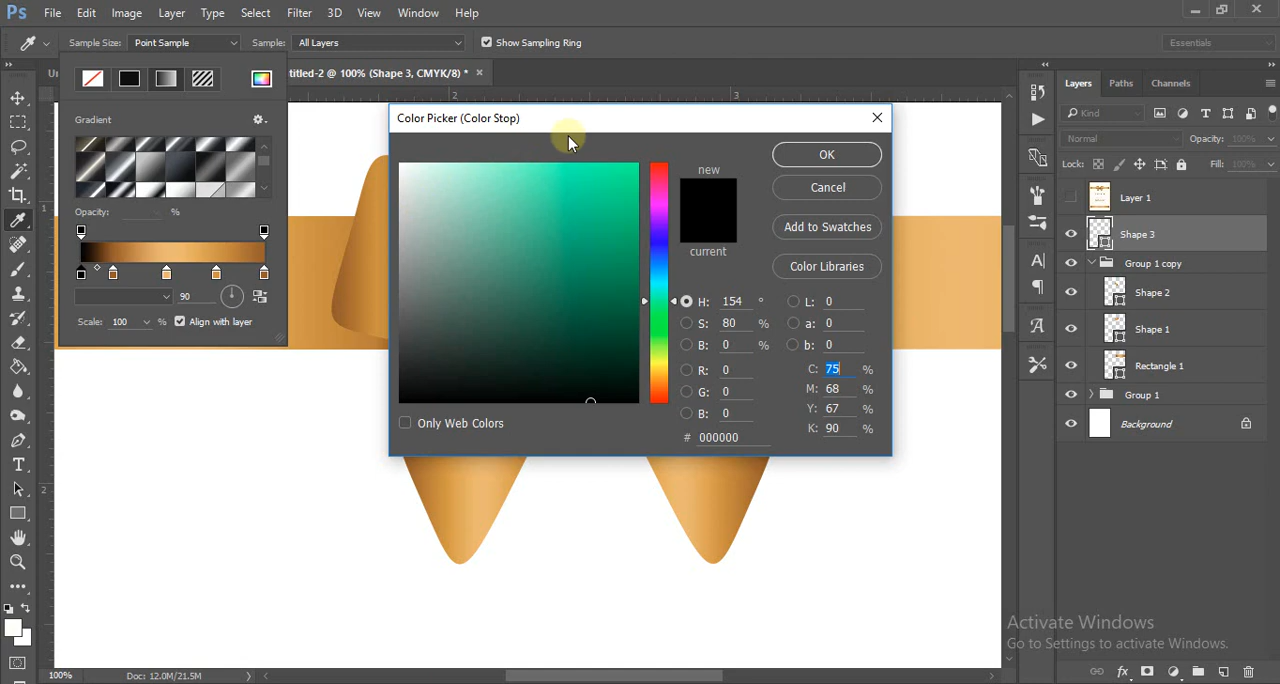 Ps File Edit Image Layer Type Select Filter 3D View Window Help
Sample Size: Point Sample Sample: All Layers Show Sampling Ring Essentials
titled-2 @ 100% (Shape 3, CMYK/8) *
2 3
Gradient
Opacity: %
90
Scale: 100 % Align with layer
Color Picker (Color Stop)
new
current
OK
Cancel
Add to Swatches
Color Libraries
H: 154 ° L: 0
S: 80 % a: 0
B: 0 % b: 0
R: 0 C: 75 %
G: 0 M: 68 %
B: 0 Y: 67 %
# 000000 K: 90 %
Only Web Colors
Layers Paths Channels
Kind
Normal Opacity: 100%
Lock: Fill: 100%
Layer 1
Shape 3
Group 1 copy
Shape 2
Shape 1
Rectangle 1
Group 1
Background
1
2
Activate Windows
Go to Settings to activate Windows.
100% Doc: 12.0M/21.5M